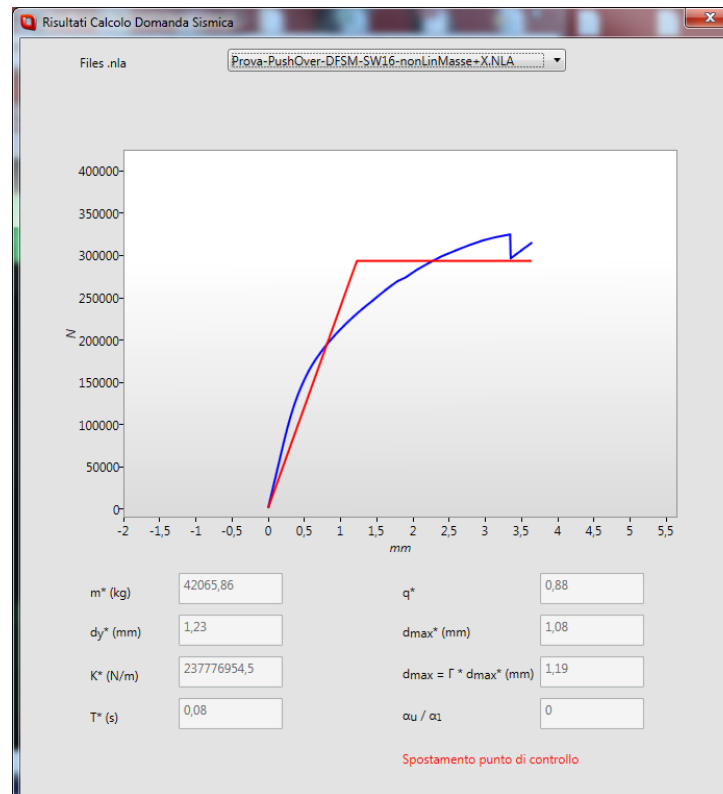 Risultati Calcolo Domanda Sismica
Files .nla
Prova-PushOver-DFSM-SW16-nonLinMasse+X.NLA
400000
350000
300000
250000
N
200000
150000
100000
50000
0
-2 -1,5 -1 -0,5 0 0,5 1 1,5 2 2,5 3 3,5 4 4,5 5 5,5
mm
m* (kg) 42065,86 q* 0,88
dy* (mm) 1,23 dmax* (mm) 1,08
K* (N/m) 237776954,5 dmax = Γ * dmax* (mm) 1,19
T* (s) 0,08 αu / α1 0
Spostamento punto di controllo